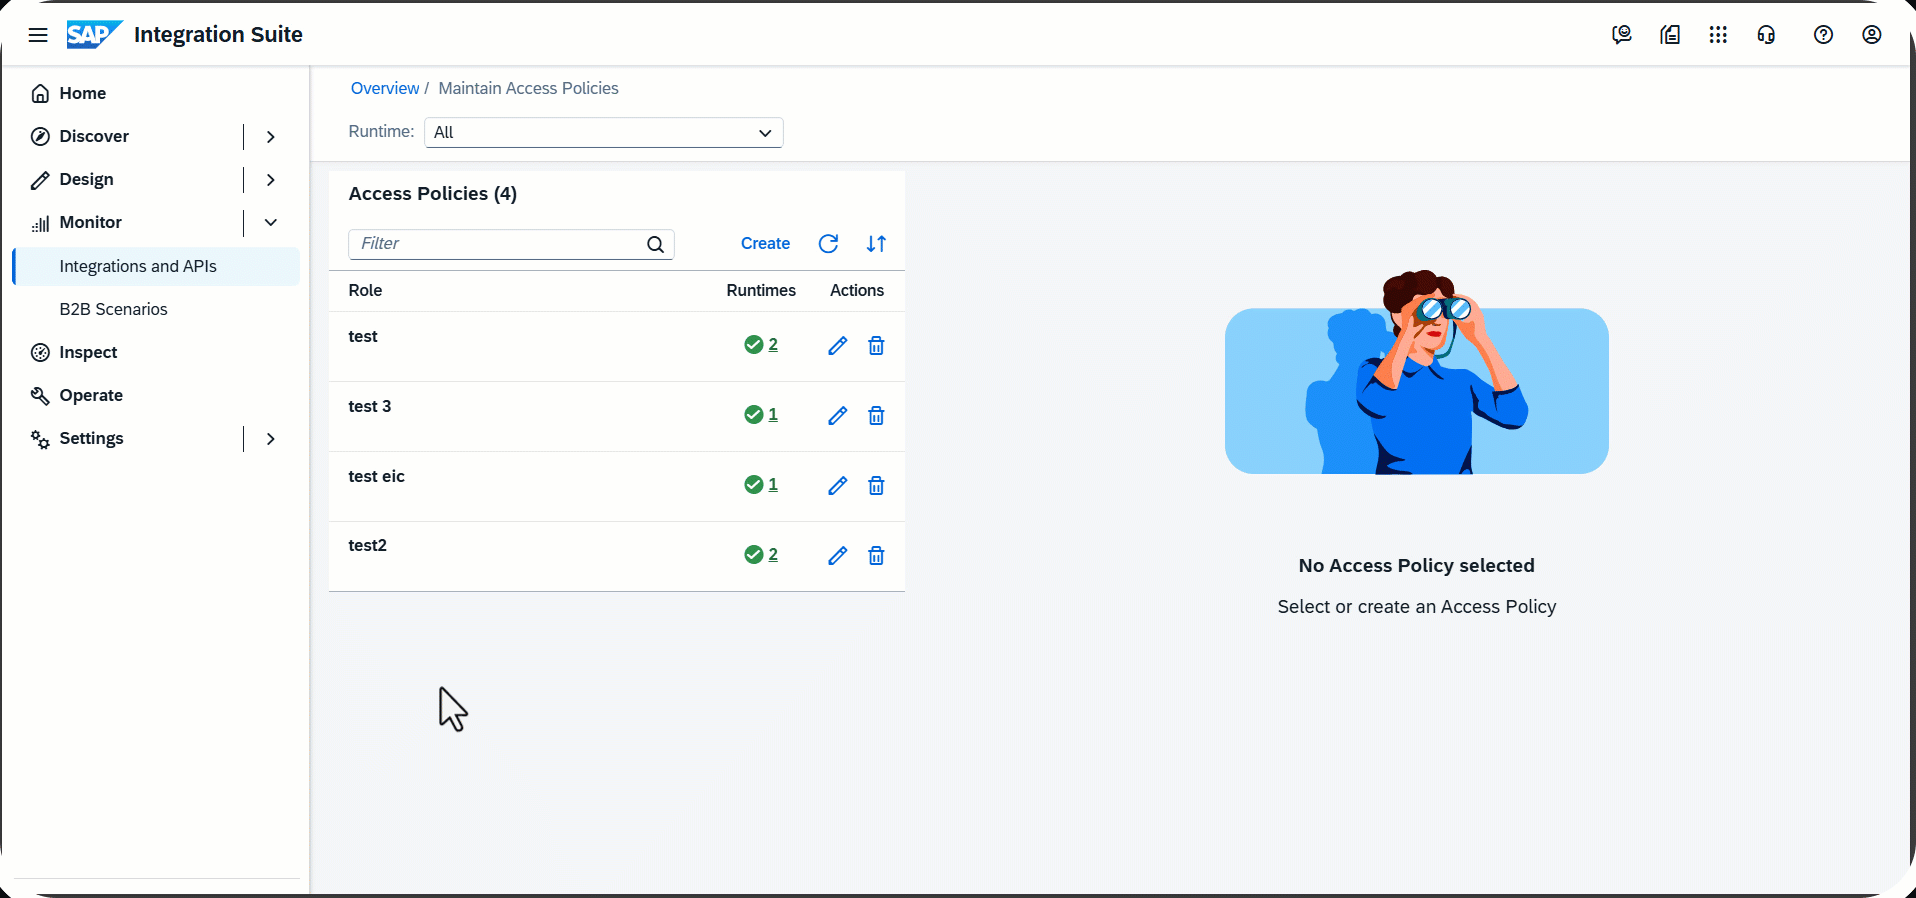 SAP Integration Suite
Home
Discover
Design
Monitor
Integrations and APIs
B2B Scenarios
Inspect
Operate
Settings
Overview / Maintain Access Policies
Runtime: All
Access Policies (4)
Filter Create
Role Runtimes Actions
test 2
test 3 1
test eic 1
test2 2
No Access Policy selected
Select or create an Access Policy